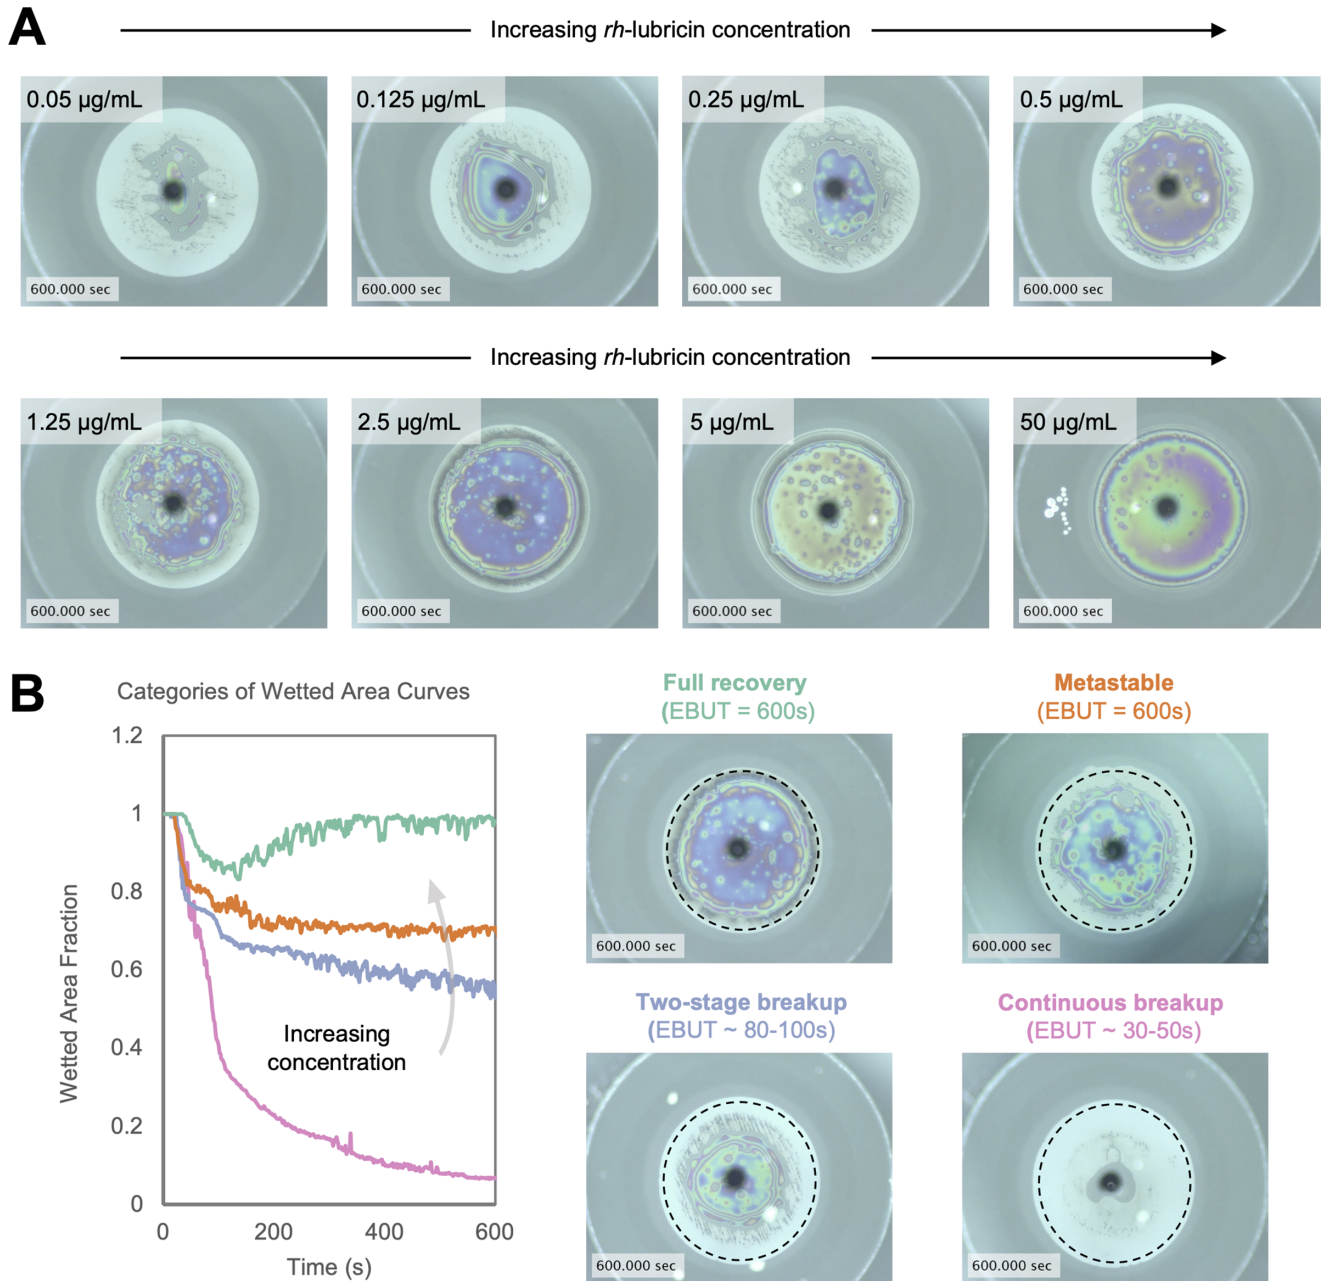 A
Increasing rh-lubricin concentration
0.05 µg/mL
0.125 µg/mL
0.25 µg/mL
0.5 µg/mL
600.000 sec
600.000 sec
600.000 sec
600.000 sec
Increasing rh-lubricin concentration
1.25 µg/mL
2.5 µg/mL
5 µg/mL
50 µg/mL
600.000 sec
600.000 sec
600.000 sec
600.000 sec
B
Categories of Wetted Area Curves
1.2
1
0.8
0.6
0.4
0.2
0
Wetted Area Fraction
Increasing
concentration
0
200
400
600
Time (s)
Full recovery
(EBUT = 600s)
600.000 sec
Metastable
(EBUT = 600s)
600.000 sec
Two-stage breakup
(EBUT ~ 80-100s)
600.000 sec
Continuous breakup
(EBUT ~ 30-50s)
600.000 sec